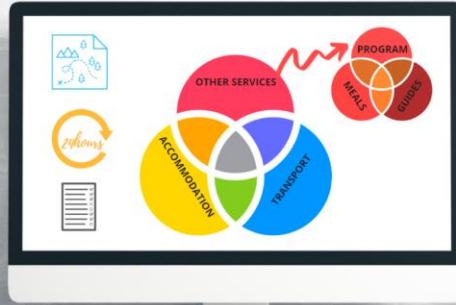 OTHER SERVICES
PROGRAM
MEALS
GUIDES
24hours
ACCOMMODATION
TRANSPORT